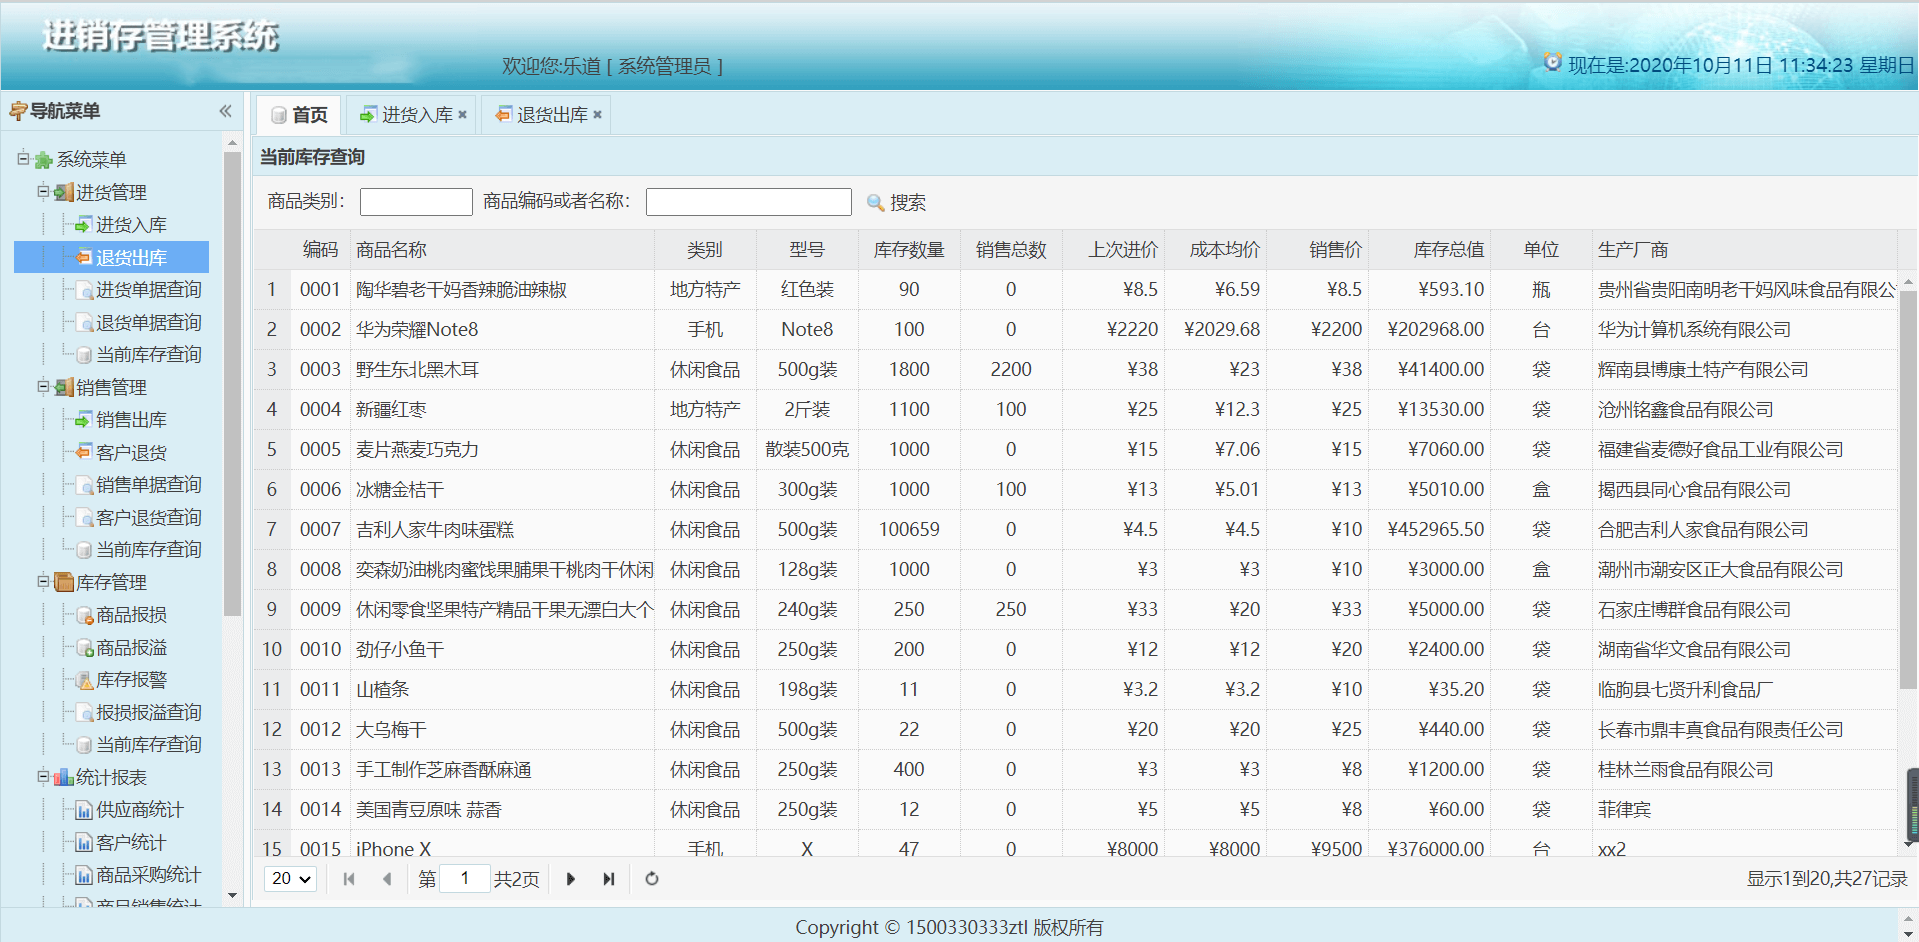 进销存管理系统
欢迎您:乐道 [ 系统管理员 ]
现在是:2020年10月11日 11:34:23 星期日
导航菜单
系统菜单
进货管理
进货入库
退货出库
进货单据查询
退货单据查询
当前库存查询
销售管理
销售出库
客户退货
销售单据查询
客户退货查询
当前库存查询
库存管理
商品报损
商品报溢
库存报警
报损报溢查询
当前库存查询
统计报表
供应商统计
客户统计
商品采购统计
商品销售统计
首页 进货入库 退货出库
当前库存查询
商品类别： 商品编码或者名称： 搜索
编码 商品名称 类别 型号 库存数量 销售总数 上次进价 成本均价 销售价 库存总值 单位 生产厂商
1 0001 陶华碧老干妈香辣脆油辣椒 地方特产 红色装 90 0 ¥8.5 ¥6.59 ¥8.5 ¥593.10 瓶 贵州省贵阳南明老干妈风味食品有限公
2 0002 华为荣耀Note8 手机 Note8 100 0 ¥2220 ¥2029.68 ¥2200 ¥202968.00 台 华为计算机系统有限公司
3 0003 野生东北黑木耳 休闲食品 500g装 1800 2200 ¥38 ¥23 ¥38 ¥41400.00 袋 辉南县博康土特产有限公司
4 0004 新疆红枣 地方特产 2斤装 1100 100 ¥25 ¥12.3 ¥25 ¥13530.00 袋 沧州铭鑫食品有限公司
5 0005 麦片燕麦巧克力 休闲食品 散装500克 1000 0 ¥15 ¥7.06 ¥15 ¥7060.00 袋 福建省麦德好食品工业有限公司
6 0006 冰糖金桔干 休闲食品 300g装 1000 100 ¥13 ¥5.01 ¥13 ¥5010.00 盒 揭西县同心食品有限公司
7 0007 吉利人家牛肉味蛋糕 休闲食品 500g装 100659 0 ¥4.5 ¥4.5 ¥10 ¥452965.50 袋 合肥吉利人家食品有限公司
8 0008 奕森奶油桃肉蜜饯果脯果干桃肉干休闲 休闲食品 128g装 1000 0 ¥3 ¥3 ¥10 ¥3000.00 盒 潮州市潮安区正大食品有限公司
9 0009 休闲零食坚果特产精品干果无漂白大个 休闲食品 240g装 250 250 ¥33 ¥20 ¥33 ¥5000.00 袋 石家庄博群食品有限公司
10 0010 劲仔小鱼干 休闲食品 250g装 200 0 ¥12 ¥12 ¥20 ¥2400.00 袋 湖南省华文食品有限公司
11 0011 山楂条 休闲食品 198g装 11 0 ¥3.2 ¥3.2 ¥10 ¥35.20 袋 临朐县七贤升利食品厂
12 0012 大乌梅干 休闲食品 500g装 22 0 ¥20 ¥20 ¥25 ¥440.00 袋 长春市鼎丰真食品有限责任公司
13 0013 手工制作芝麻香酥麻通 休闲食品 250g装 400 0 ¥3 ¥3 ¥8 ¥1200.00 袋 桂林兰雨食品有限公司
14 0014 美国青豆原味 蒜香 休闲食品 250g装 12 0 ¥5 ¥5 ¥8 ¥60.00 袋 菲律宾
15 0015 iPhone X 手机 X 47 0 ¥8000 ¥8000 ¥9500 ¥376000.00 台 xx2
20 第 1 共2页 显示1到20,共27记录
Copyright © 1500330333ztl 版权所有